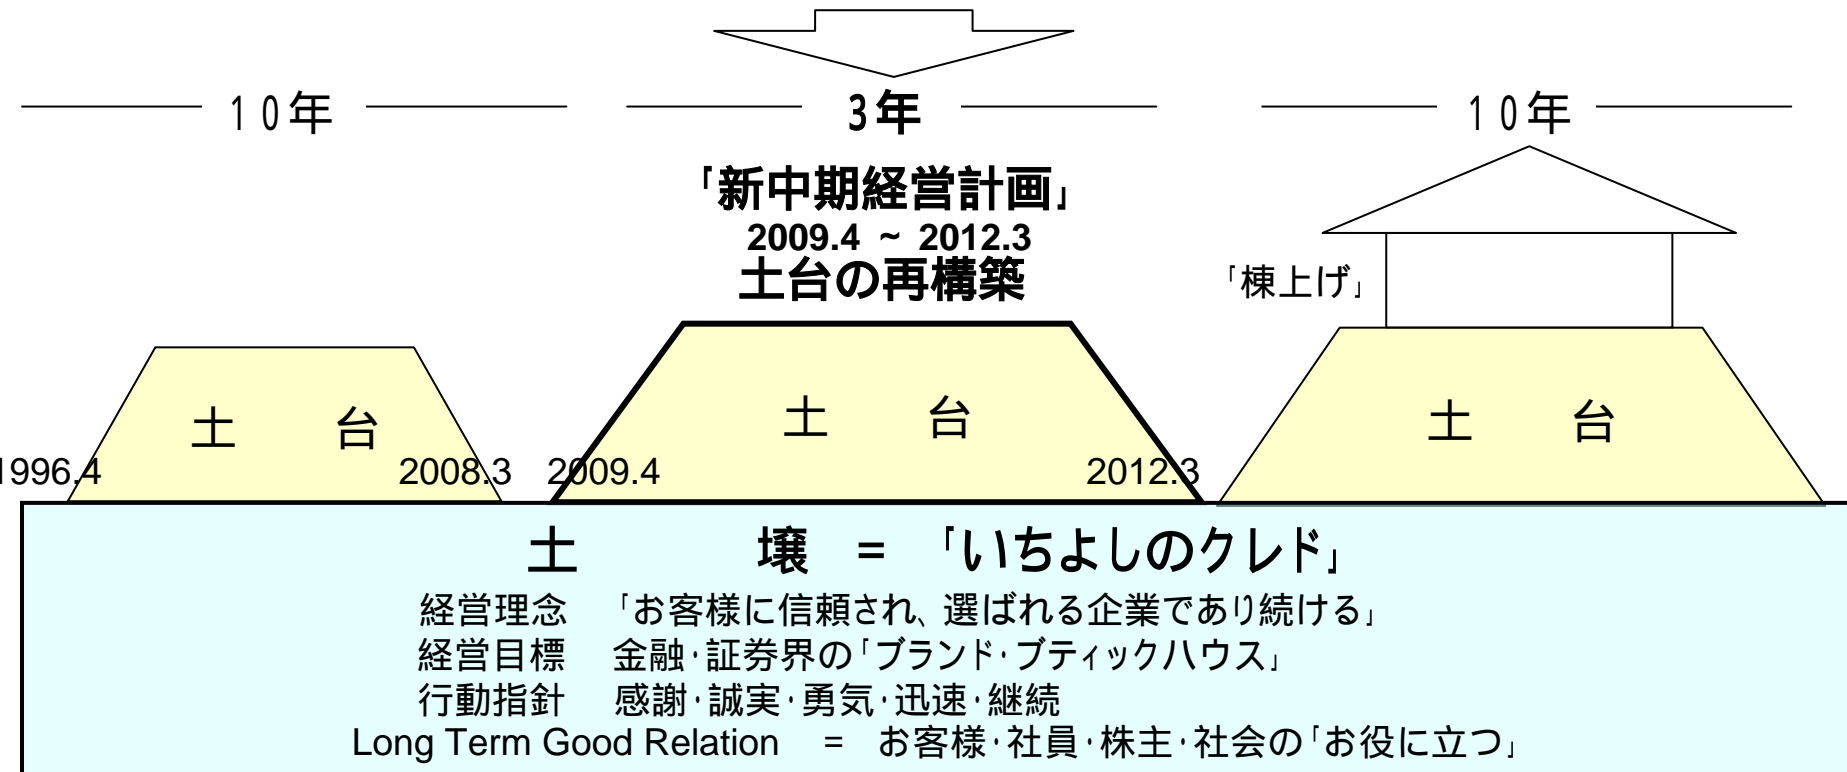 10年
3年
10年
「新中期経営計画」
2009.4 ~ 2012.3
土台の再構築
「棟上げ」
土 台
土 台
土 台
1996.4
2008.3
2009.4
2012.3
土 壌 = 「いちよしのクレド」
経営理念 「お客様に信頼され、選ばれる企業であり続ける」
経営目標 金融・証券界の「ブランド・ブティックハウス」
行動指針 感謝・誠実・勇気・迅速・継続
Long Term Good Relation = お客様・社員・株主・社会の「お役に立つ」